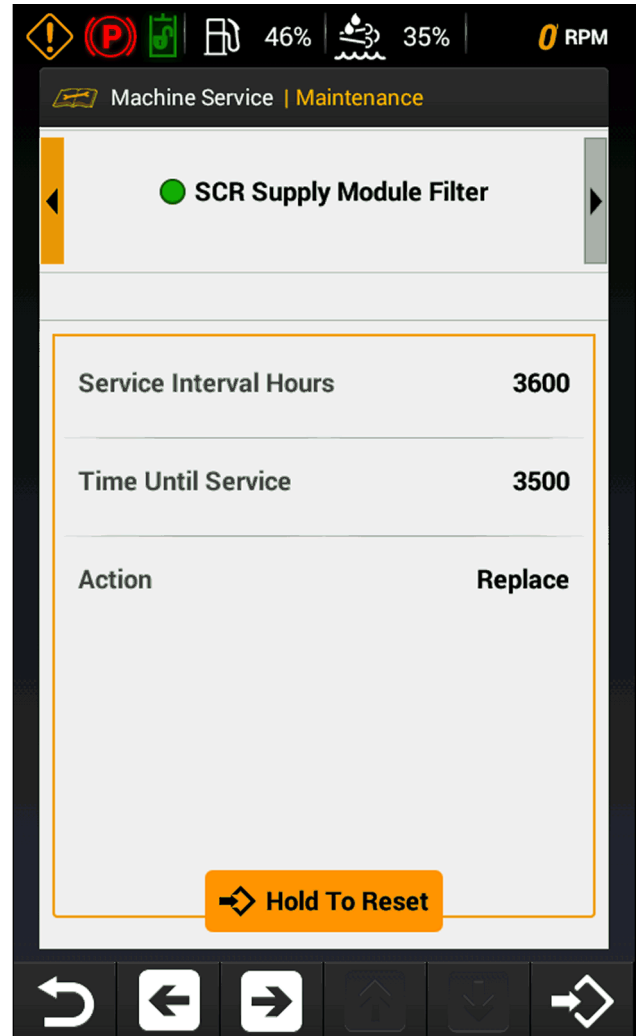 P 46% 35% 0 RPM
Machine Service | Maintenance
SCR Supply Module Filter
Service Interval Hours 3600
Time Until Service 3500
Action Replace
Hold To Reset